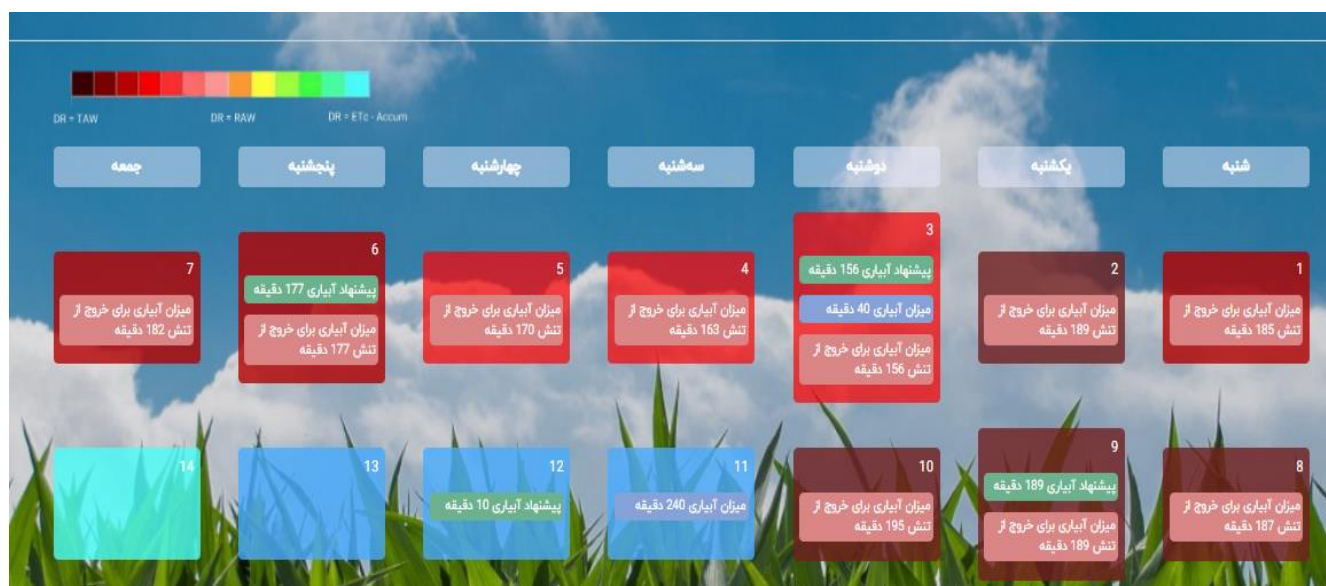 DR = TAW
DR = RAW
DR = ETc - Accum
شنبه
یکشنبه
دوشنبه
سه‌شنبه
چهارشنبه
پنجشنبه
جمعه
1
میزان آبیاری برای خروج از
تنش 185 دقیقه
2
میزان آبیاری برای خروج از
تنش 189 دقیقه
3
پیشنهاد آبیاری 156 دقیقه
میزان آبیاری 40 دقیقه
میزان آبیاری برای خروج از
تنش 156 دقیقه
4
میزان آبیاری برای خروج از
تنش 163 دقیقه
5
میزان آبیاری برای خروج از
تنش 170 دقیقه
6
پیشنهاد آبیاری 177 دقیقه
میزان آبیاری برای خروج از
تنش 177 دقیقه
7
میزان آبیاری برای خروج از
تنش 182 دقیقه
8
میزان آبیاری برای خروج از
تنش 187 دقیقه
9
پیشنهاد آبیاری 189 دقیقه
میزان آبیاری برای خروج از
تنش 189 دقیقه
10
میزان آبیاری برای خروج از
تنش 195 دقیقه
11
میزان آبیاری 240 دقیقه
12
پیشنهاد آبیاری 10 دقیقه
13
14